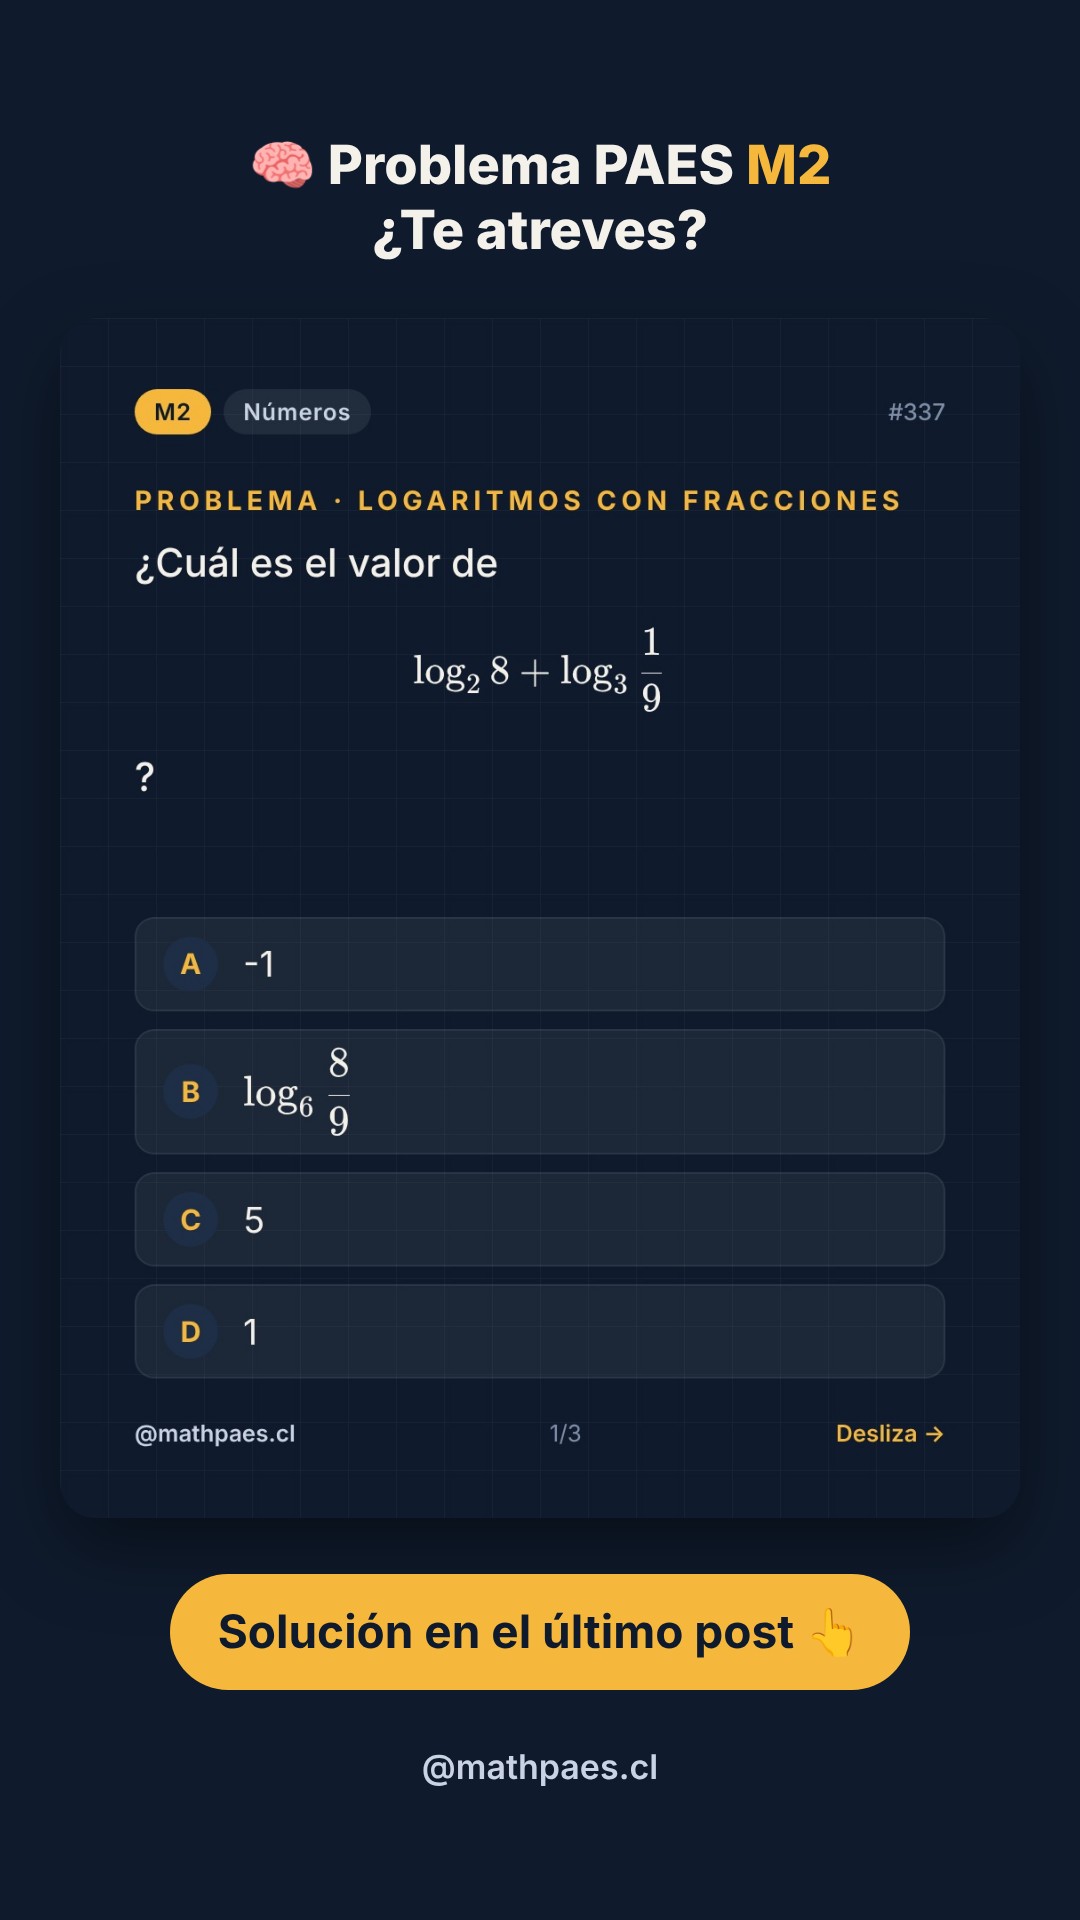 🧠 Problema PAES M2
¿Te atreves?
M2 Números #337
PROBLEMA · LOGARITMOS CON FRACCIONES
¿Cuál es el valor de
log₂ 8 + log₃ 1/9
?
A -1
B log₆ 8/9
C 5
D 1
@mathpaes.cl 1/3 Desliza →
Solución en el último post 👆
@mathpaes.cl